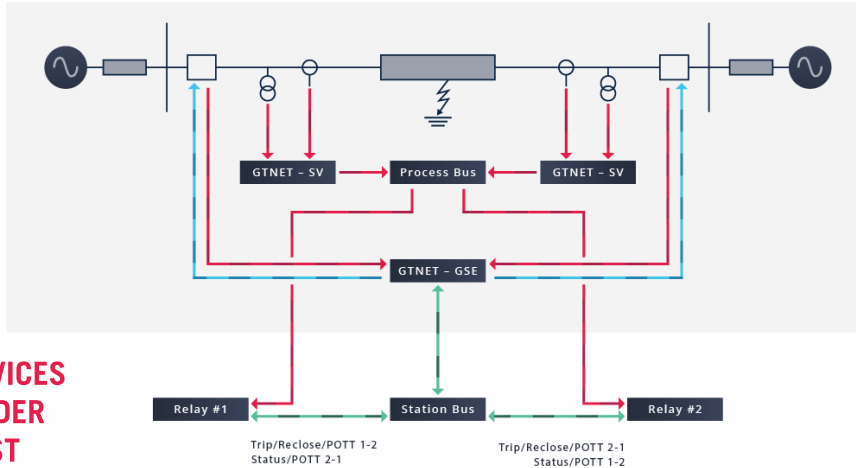 GTNET – SV
Process Bus
GTNET – SV
GTNET – GSE
VICES
DER
ST
Relay #1
Station Bus
Relay #2
Trip/Reclose/POTT 1-2
Status/POTT 2-1
Trip/Reclose/POTT 2-1
Status/POTT 1-2